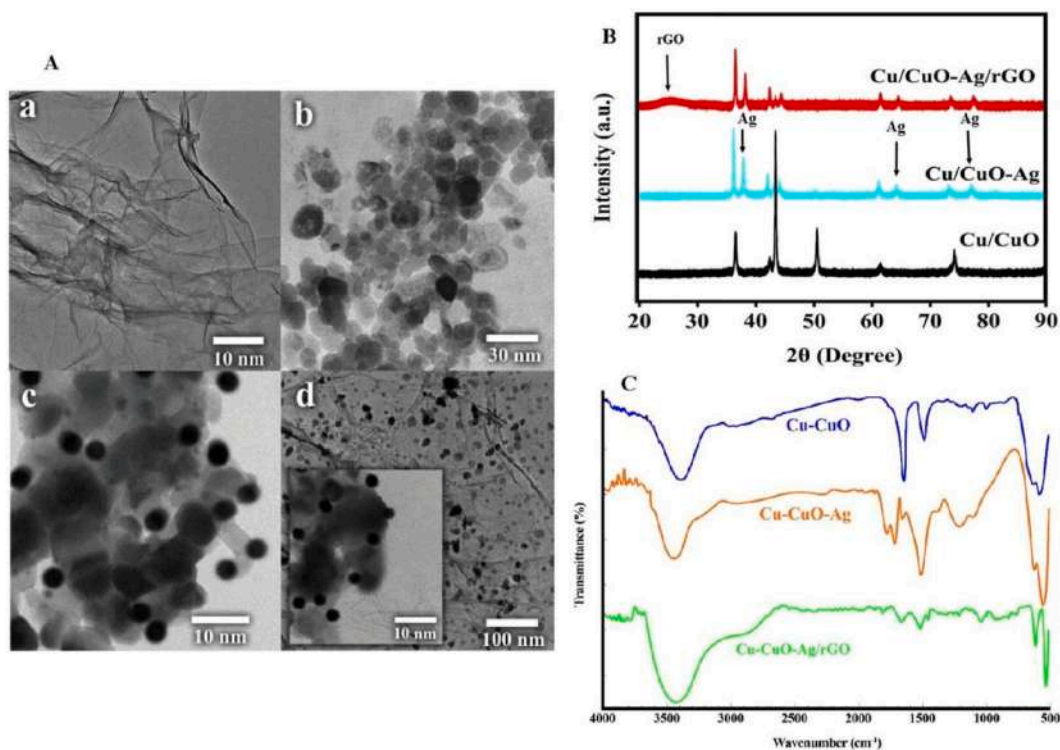 A
a
10 nm
b
30 nm
c
10 nm
d
10 nm
100 nm
B
rGO
Cu/CuO-Ag/rGO
Ag
Ag
Ag
Cu/CuO-Ag
Cu/CuO
Intensity (a.u.)
20 30 40 50 60 70 80 90
2θ (Degree)
C
Cu-CuO
Cu-CuO-Ag
Cu-CuO-Ag/rGO
Transmittance (%)
4000 3500 3000 2500 2000 1500 1000 500
Wavenumber (cm⁻¹)